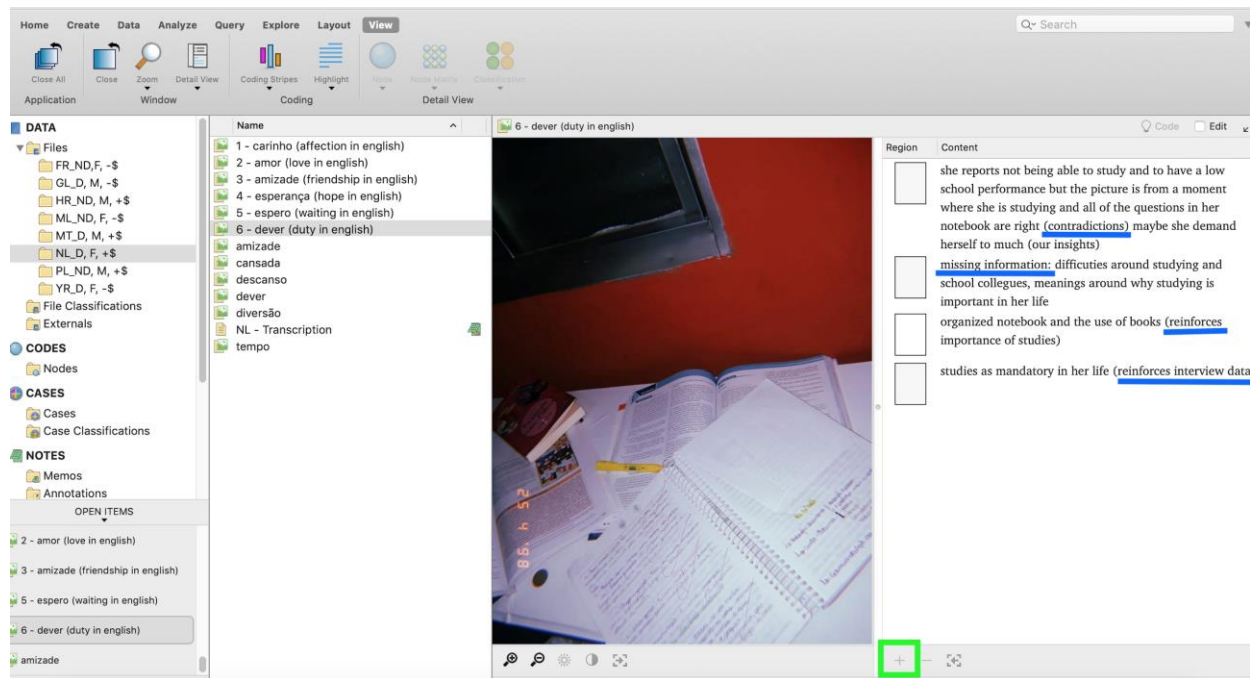 Home Create Data Analyze Query Explore Layout View
Search
Close All Close Zoom Detail View Coding Stripes Highlight Node Node Matrix Classification
Application Window Coding Detail View
DATA
Files
FR_ND,F, -$
GL_D, M, -$
HR_ND, M, +$
ML_ND, F, -$
MT_D, M, +$
NL_D, F, +$
PL_ND, M, +$
YR_D, F, -$
File Classifications
Externals
CODES
Nodes
CASES
Cases
Case Classifications
NOTES
Memos
Annotations
OPEN ITEMS
2 - amor (love in english)
3 - amizade (friendship in english)
5 - espero (waiting in english)
6 - dever (duty in english)
amizade
Name
1 - carinho (affection in english)
2 - amor (love in english)
3 - amizade (friendship in english)
4 - esperança (hope in english)
5 - espero (waiting in english)
6 - dever (duty in english)
amizade
cansada
descanso
dever
diversão
NL - Transcription
tempo
6 - dever (duty in english)
Code Edit
25 4 '98
Region Content
she reports not being able to study and to have a low
school performance but the picture is from a moment
where she is studying and all of the questions in her
notebook are right (contradictions) maybe she demand
herself to much (our insights)
missing information: difficuties around studying and
school collegues, meanings around why studying is
important in her life
organized notebook and the use of books (reinforces
importance of studies)
studies as mandatory in her life (reinforces interview data